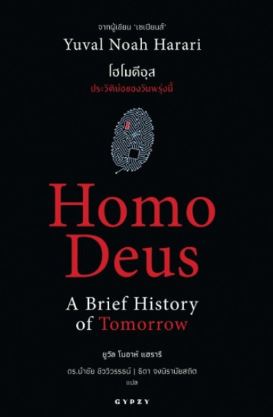 จากผู้เขียน ‘เซเปียนส์’
Yuval Noah Harari
โฮโมดีอุส
ประวัติย่อของวันพรุ่งนี้
Homo
Deus
A Brief History
of Tomorrow
ยูวัล โนอาห์ แฮรารี
ดร.นำชัย ชีววิวรรธน์ | ธิดา จงนิรามัยสถิต
แปล
GYPZY